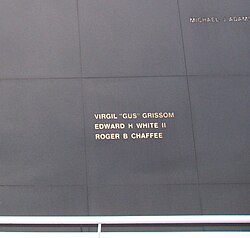 MICHAEL J ADAM
VIRGIL "GUS" GRISSOM
EDWARD H WHITE II
ROGER B CHAFFEE